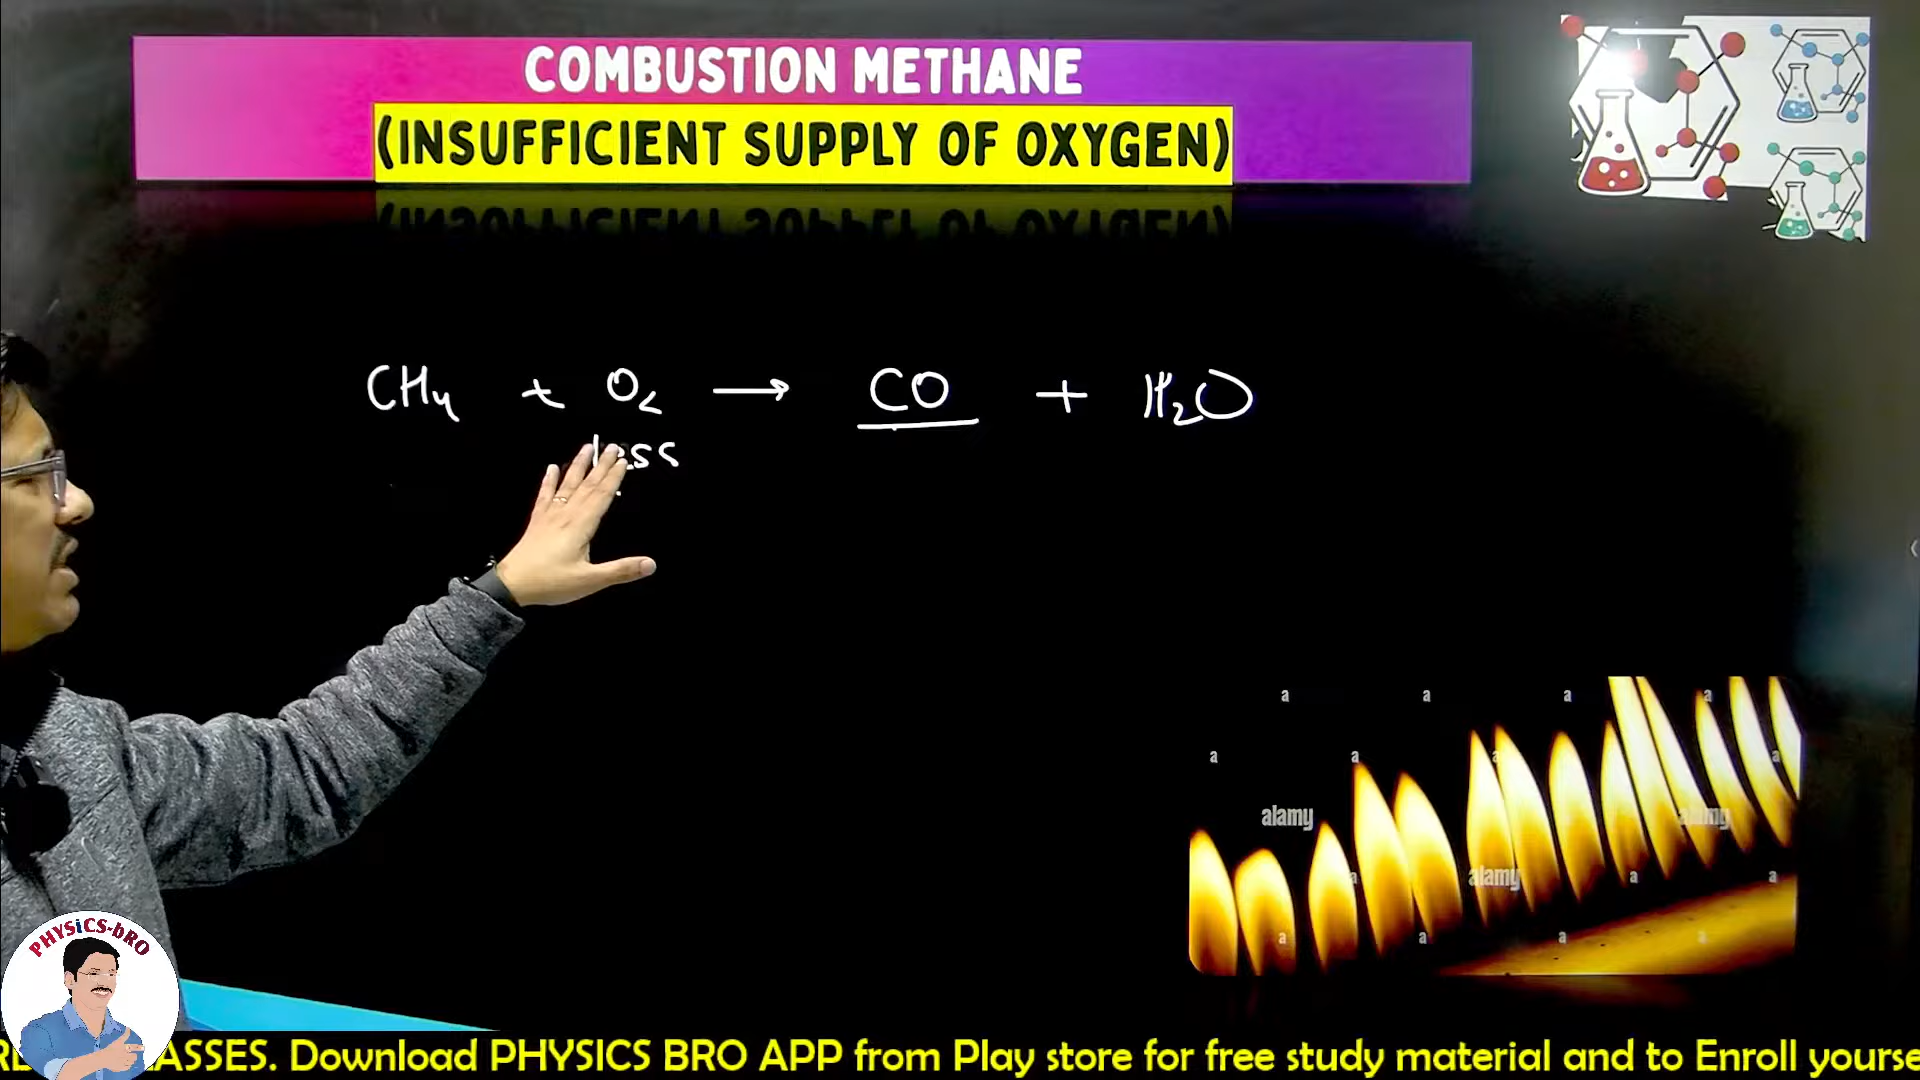 COMBUSTION METHANE
(INSUFFICIENT SUPPLY OF OXYGEN)
CH₄ + O₂ → CO + H₂O
less
a a a a
a a a a
alamy alamy
a alamy a a
a a a a
PHYSiCS-bRO
ASSES. Download PHYSICS BRO APP from Play store for free study material and to Enroll yourse